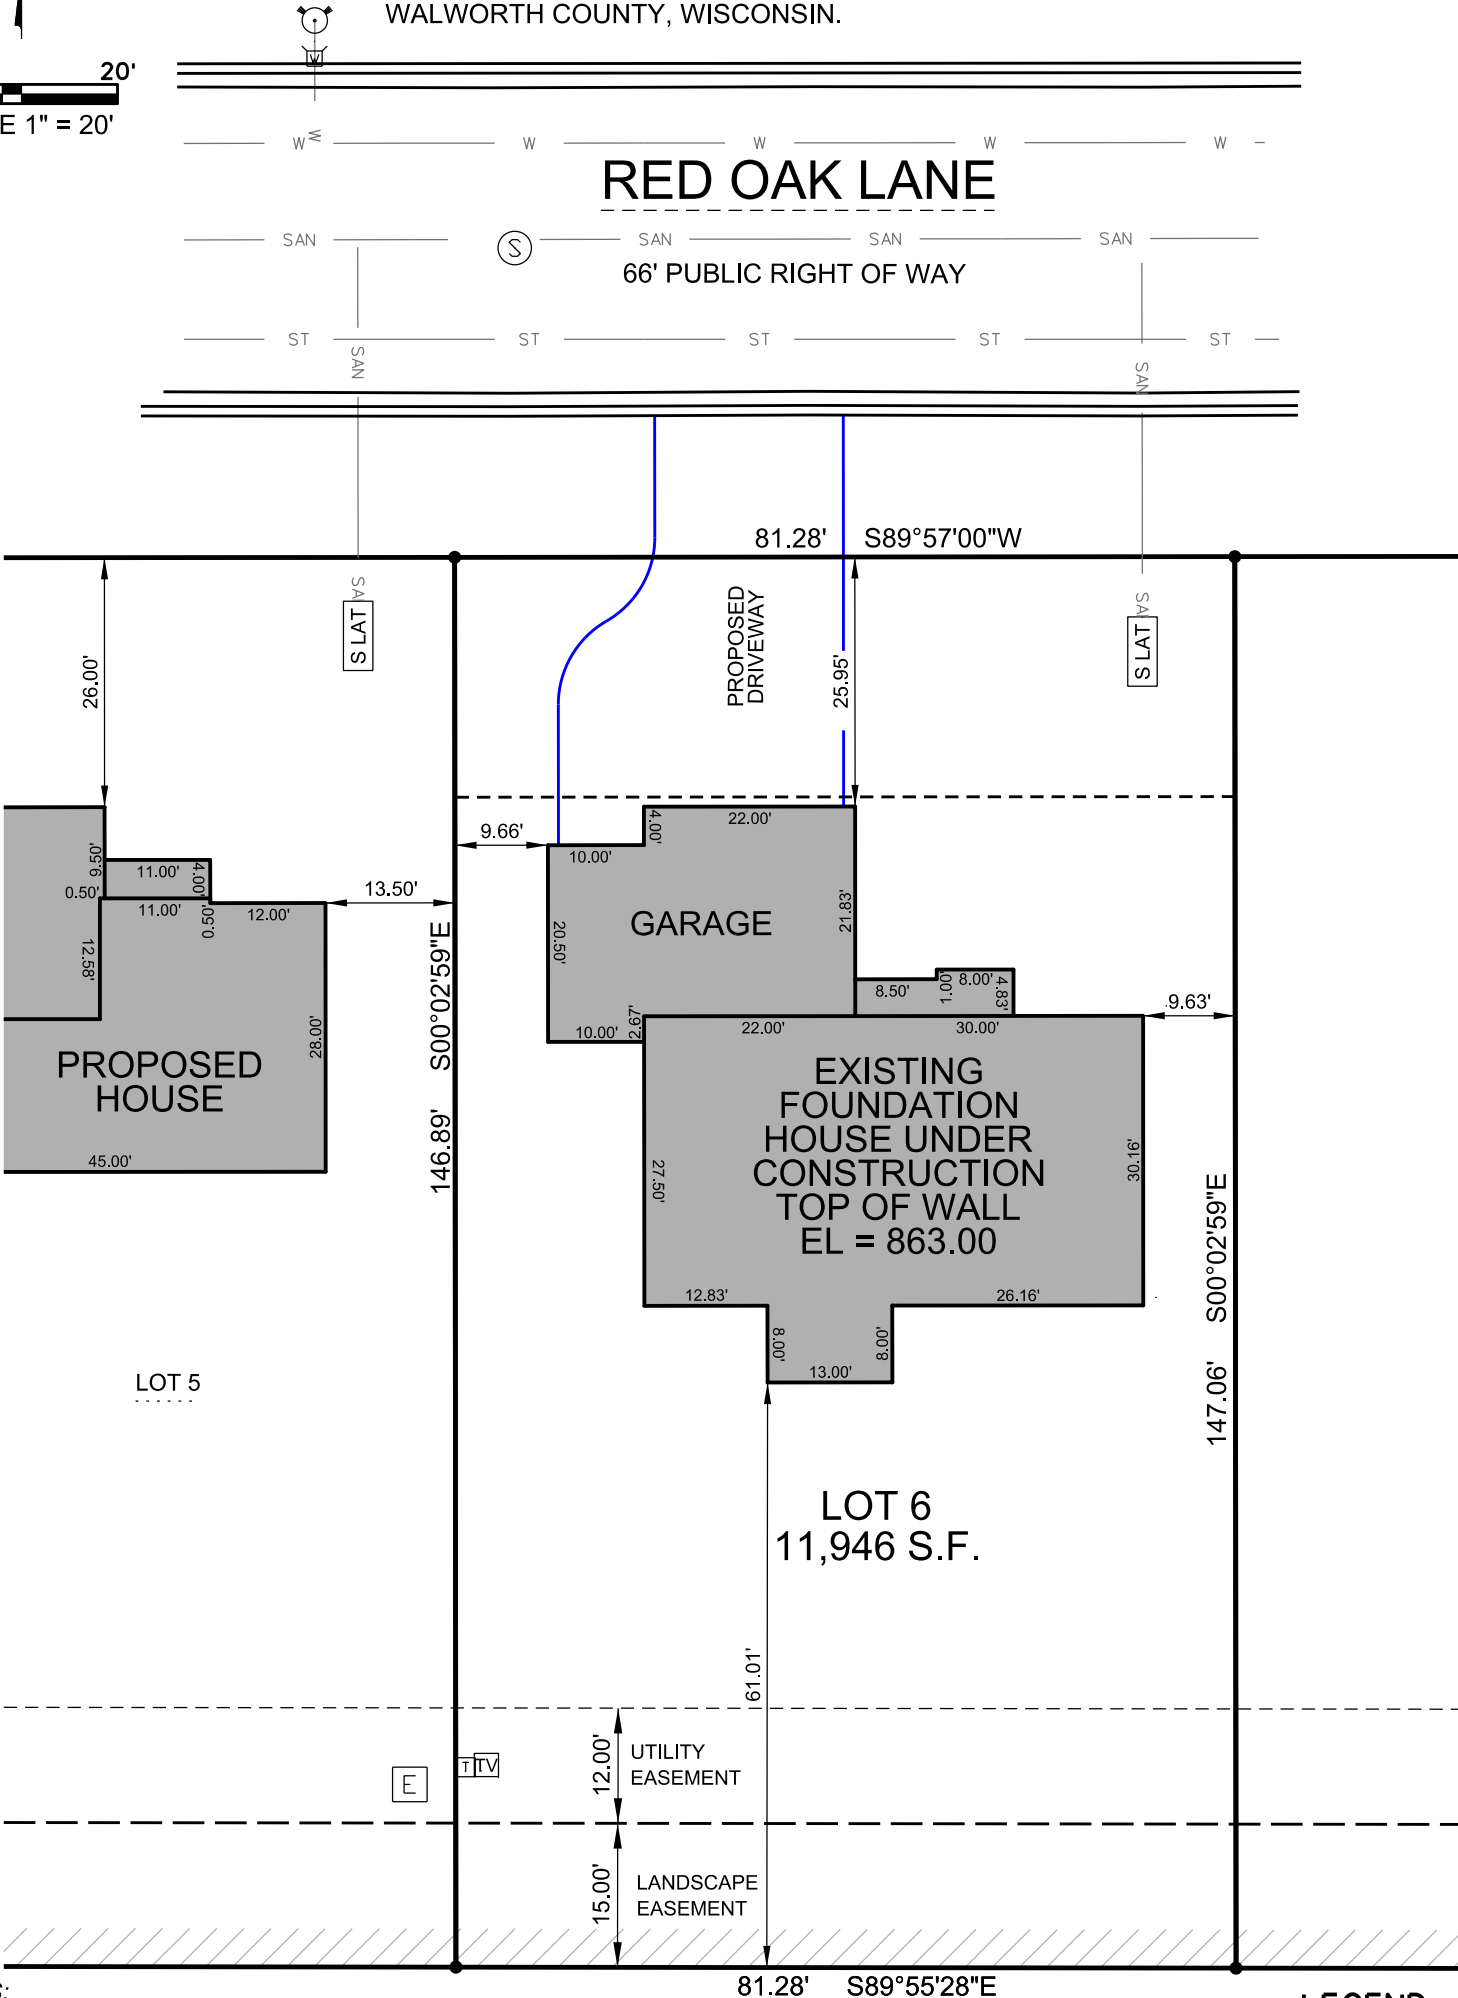 WALWORTH COUNTY, WISCONSIN.
W
20'
E 1" = 20'
W
W
W
W
W
W
RED OAK LANE
SAN
S
SAN
SAN
SAN
66' PUBLIC RIGHT OF WAY
ST
ST
ST
ST
ST
SAN
SAN
81.28' S89°57'00"W
SA
S LAT
SA
S LAT
PROPOSED
DRIVEWAY
26.00'
25.95'
9.66'
4.00'
22.00'
10.00'
9.50'
11.00'
4.00'
0.50'
11.00'
0.50'
12.00'
13.50'
12.58'
28.00'
PROPOSED
HOUSE
45.00'
GARAGE
20.50'
21.83'
10.00'
2.67'
8.50'
1.00'
8.00'
4.83'
9.63'
22.00'
30.00'
EXISTING
FOUNDATION
HOUSE UNDER
CONSTRUCTION
TOP OF WALL
EL = 863.00
27.50'
30.16'
12.83'
26.16'
8.00'
8.00'
13.00'
146.89' S00°02'59"E
147.06' S00°02'59"E
LOT 5
LOT 6
11,946 S.F.
61.01'
12.00'
UTILITY
EASEMENT
E
T
TV
15.00'
LANDSCAPE
EASEMENT
81.28' S89°55'28"E